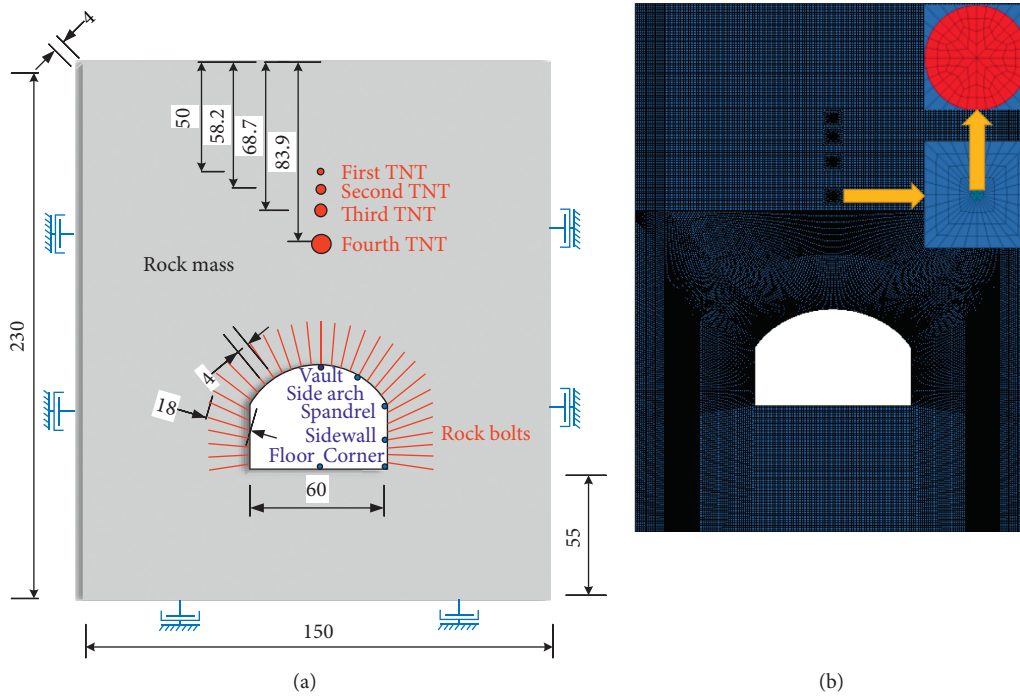 4
50
58.2
68.7
83.9
First TNT
Second TNT
Third TNT
Fourth TNT
Rock mass
230
4
18
Vault
Side arch
Spandrel
Sidewall
Floor Corner
Rock bolts
60
55
150
(a)
(b)